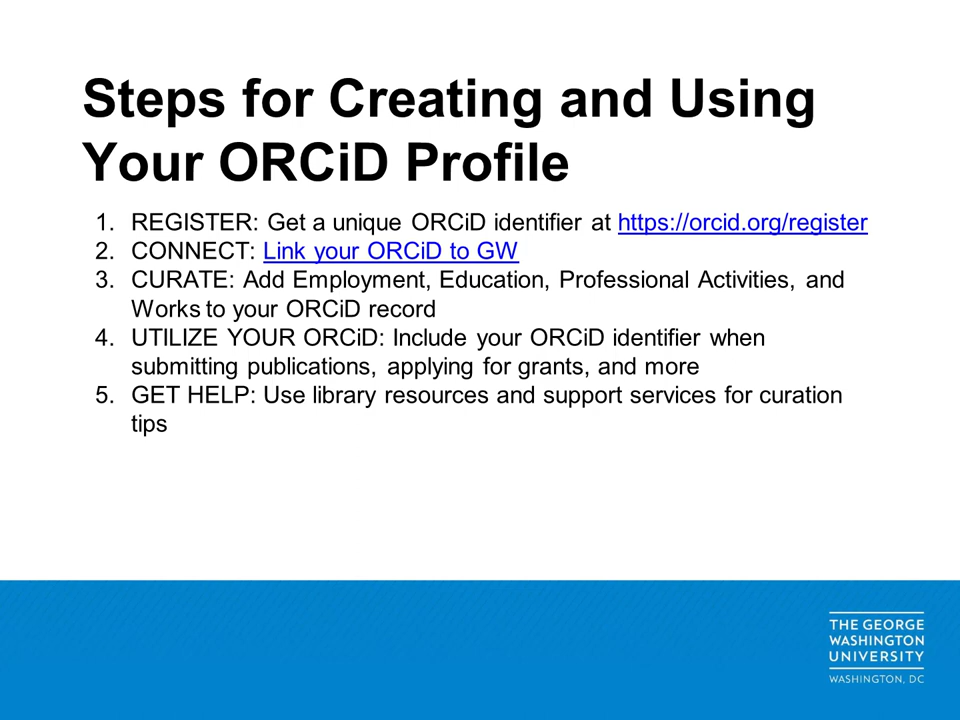 Steps for Creating and Using
Your ORCiD Profile
1. REGISTER: Get a unique ORCiD identifier at https://orcid.org/register
2. CONNECT: Link your ORCiD to GW
3. CURATE: Add Employment, Education, Professional Activities, and
Works to your ORCiD record
4. UTILIZE YOUR ORCiD: Include your ORCiD identifier when
submitting publications, applying for grants, and more
5. GET HELP: Use library resources and support services for curation
tips
THE GEORGE
WASHINGTON
UNIVERSITY
WASHINGTON, DC